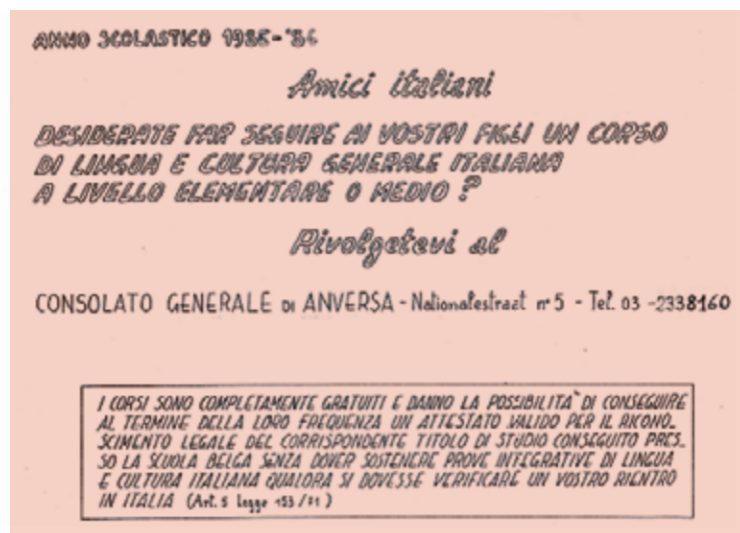 ANNO SCOLASTICO 1985-'86
Amici italiani
DESIDERATE FAR SEGUIRE AI VOSTRI FIGLI UN CORSO
DI LINGUA E CULTURA GENERALE ITALIANA
A LIVELLO ELEMENTARE O MEDIO ?
Rivolgetevi al
CONSOLATO GENERALE DI ANVERSA - Nationalestraat n° 5 - Tel. 03 - 2338160
I CORSI SONO COMPLETAMENTE GRATUITI E DANNO LA POSSIBILITA' DI CONSEGUIRE
AL TERMINE DELLA LORO FREQUENZA UN ATTESTATO VALIDO PER IL RICONO_
SCIMENTO LEGALE DEL CORRISPONDENTE TITOLO DI STUDIO CONSEGUITO PRES_
SO LA SCUOLA BELGA SENZA DOVER SOSTENERE PROVE INTEGRATIVE DI LINGUA
E CULTURA ITALIANA QUALORA SI DOVESSE VERIFICARE UN VOSTRO RIENTRO
IN ITALIA (Art. 5 legge 153/71)